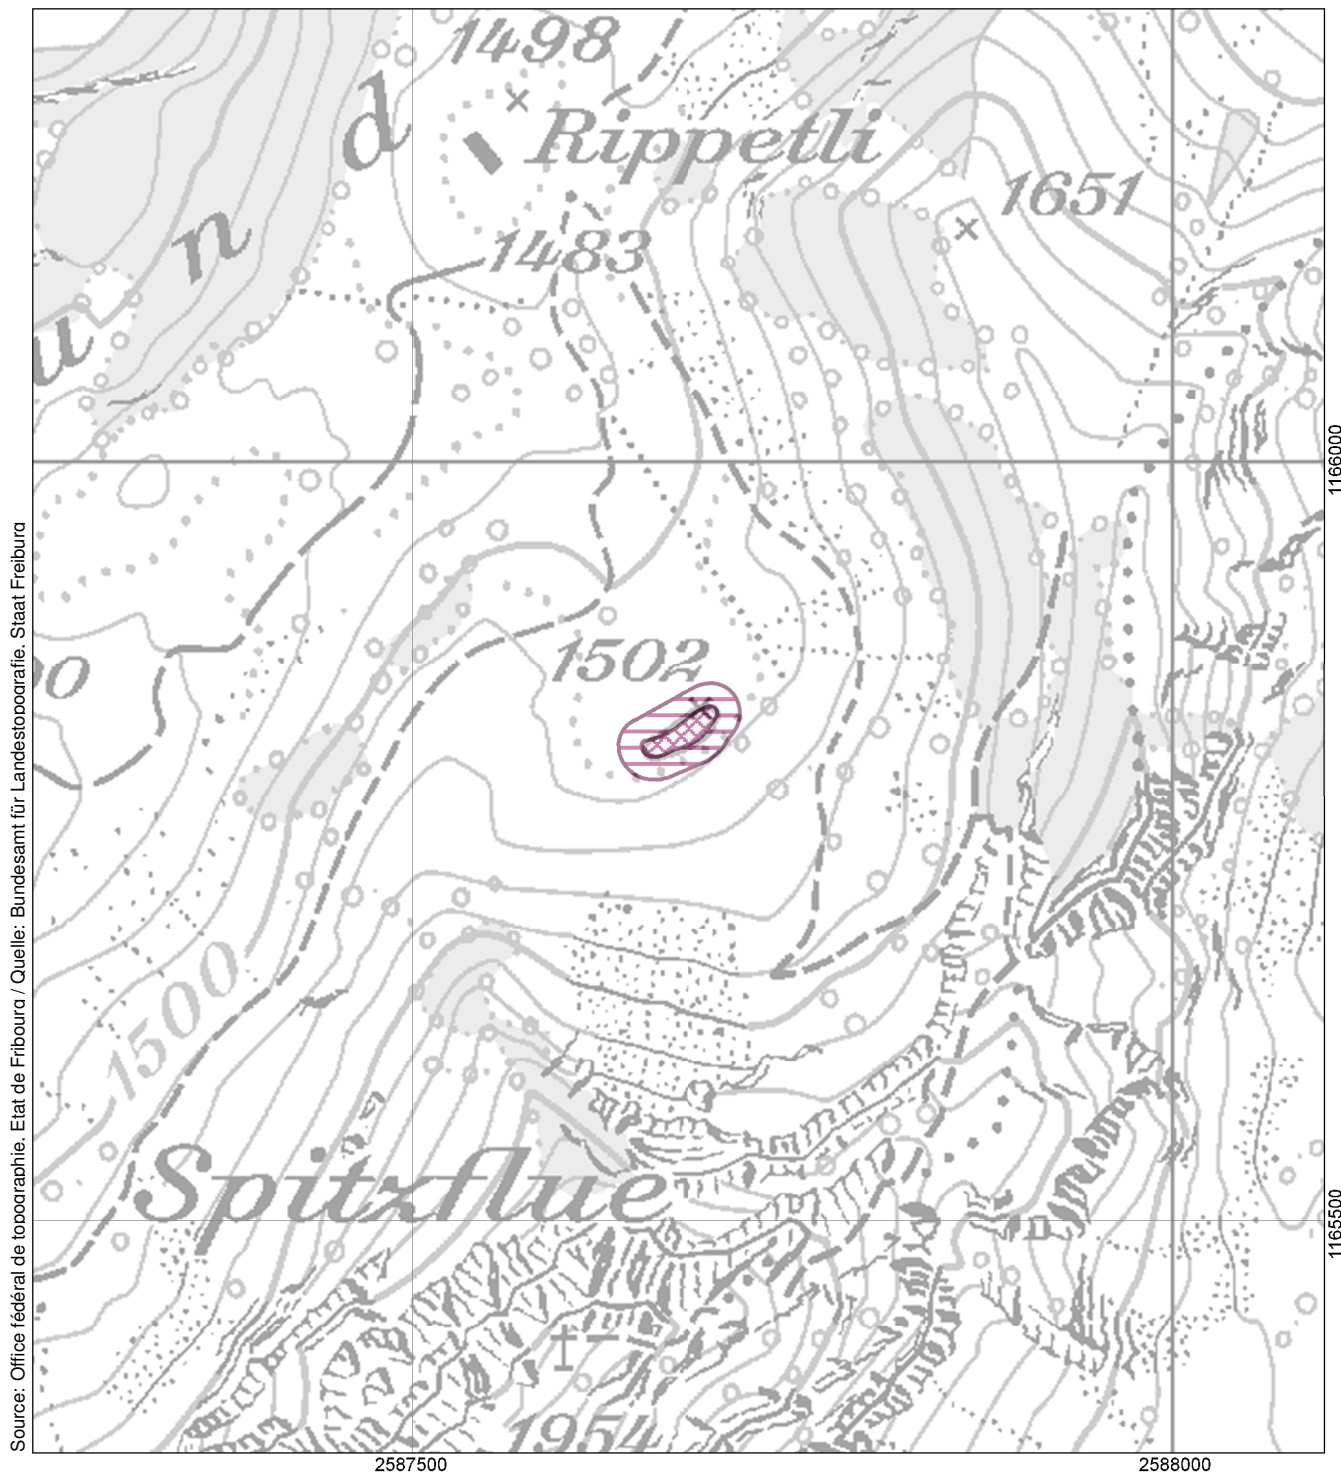 1498
d
Rippetli
1651
n
1483
u
1166000
1502
00
1500
Spitzflue
1165500
1954
2587500
2588000
Source: Office fédéral de topographie. Etat de Fribourg / Quelle: Bundesamt für Landestopografie. Staat Freiburg